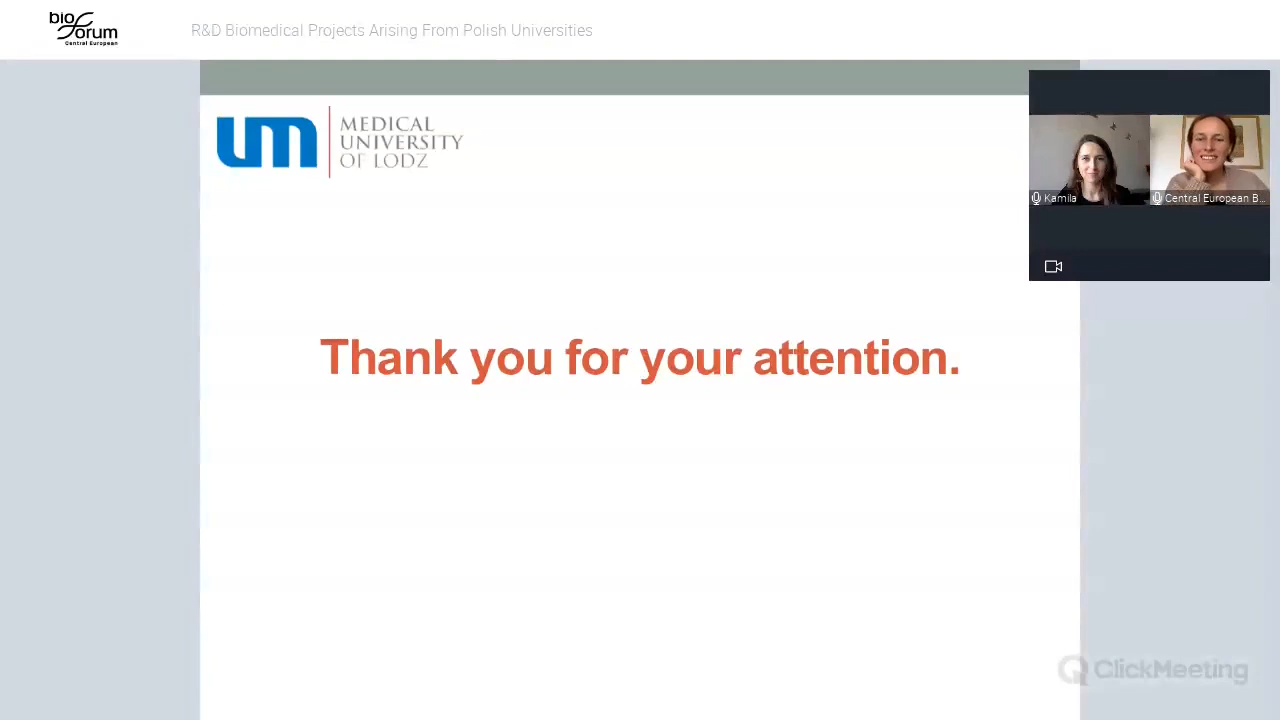 bio
forum
Central European
R&D Biomedical Projects Arising From Polish Universities
um
MEDICAL
UNIVERSITY
OF LODZ
Kamila
Central European B...
Thank you for your attention.
ClickMeeting